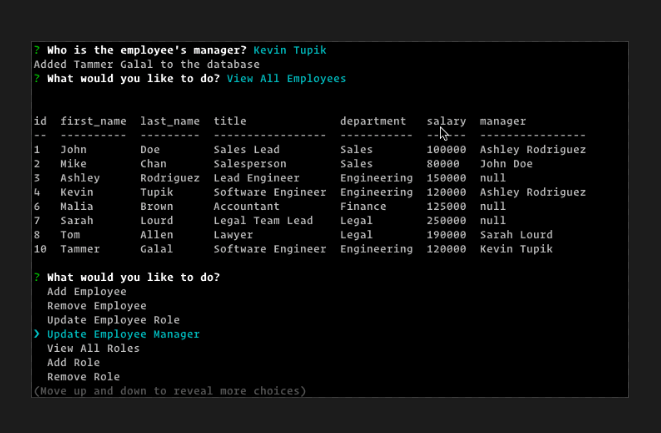 ? Who is the employee's manager? Kevin Tupik
Added Tammer Galal to the database
? What would you like to do? View All Employees
id  first_name  last_name  title              department   salary  manager
--  ----------  ---------  -----------------  -----------  ------  ----------------
1   John        Doe        Sales Lead         Sales        100000  Ashley Rodriguez
2   Mike        Chan       Salesperson        Sales        80000   John Doe
3   Ashley      Rodriguez  Lead Engineer      Engineering  150000  null
4   Kevin       Tupik      Software Engineer  Engineering  120000  Ashley Rodriguez
6   Malia       Brown      Accountant         Finance      125000  null
7   Sarah       Lourd      Legal Team Lead    Legal        250000  null
8   Tom         Allen      Lawyer             Legal        190000  Sarah Lourd
10  Tammer      Galal      Software Engineer  Engineering  120000  Kevin Tupik
? What would you like to do?
  Add Employee
  Remove Employee
  Update Employee Role
❯ Update Employee Manager
  View All Roles
  Add Role
  Remove Role
(Move up and down to reveal more choices)